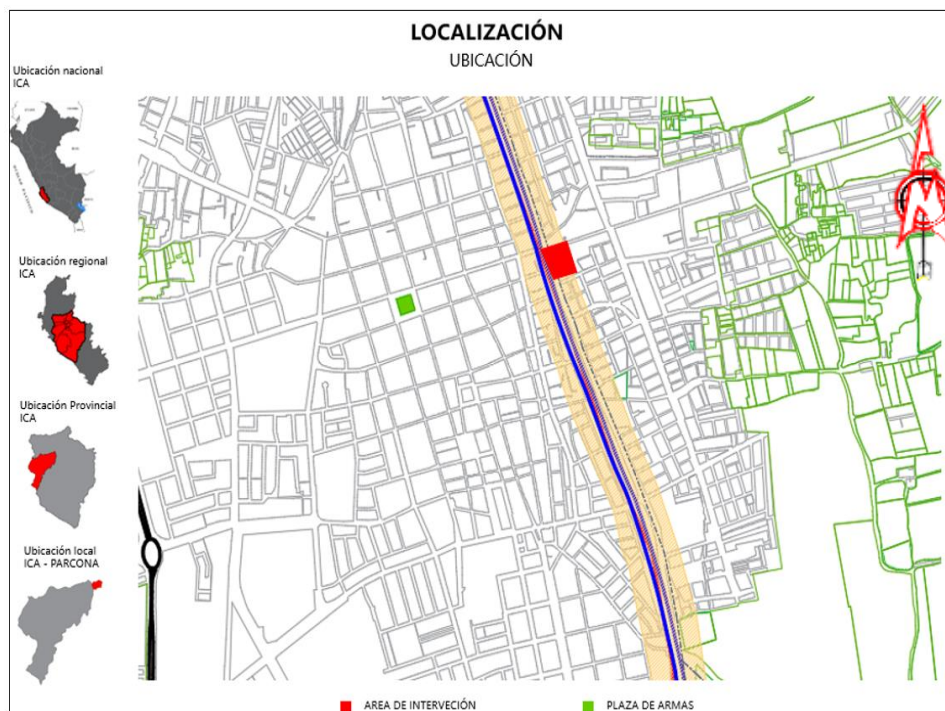 LOCALIZACIÓN
UBICACIÓN
Ubicación nacional
ICA
Ubicación regional
ICA
Ubicación Provincial
ICA
Ubicación local
ICA - PARCONA
AREA DE INTERVECIÓN
PLAZA DE ARMAS